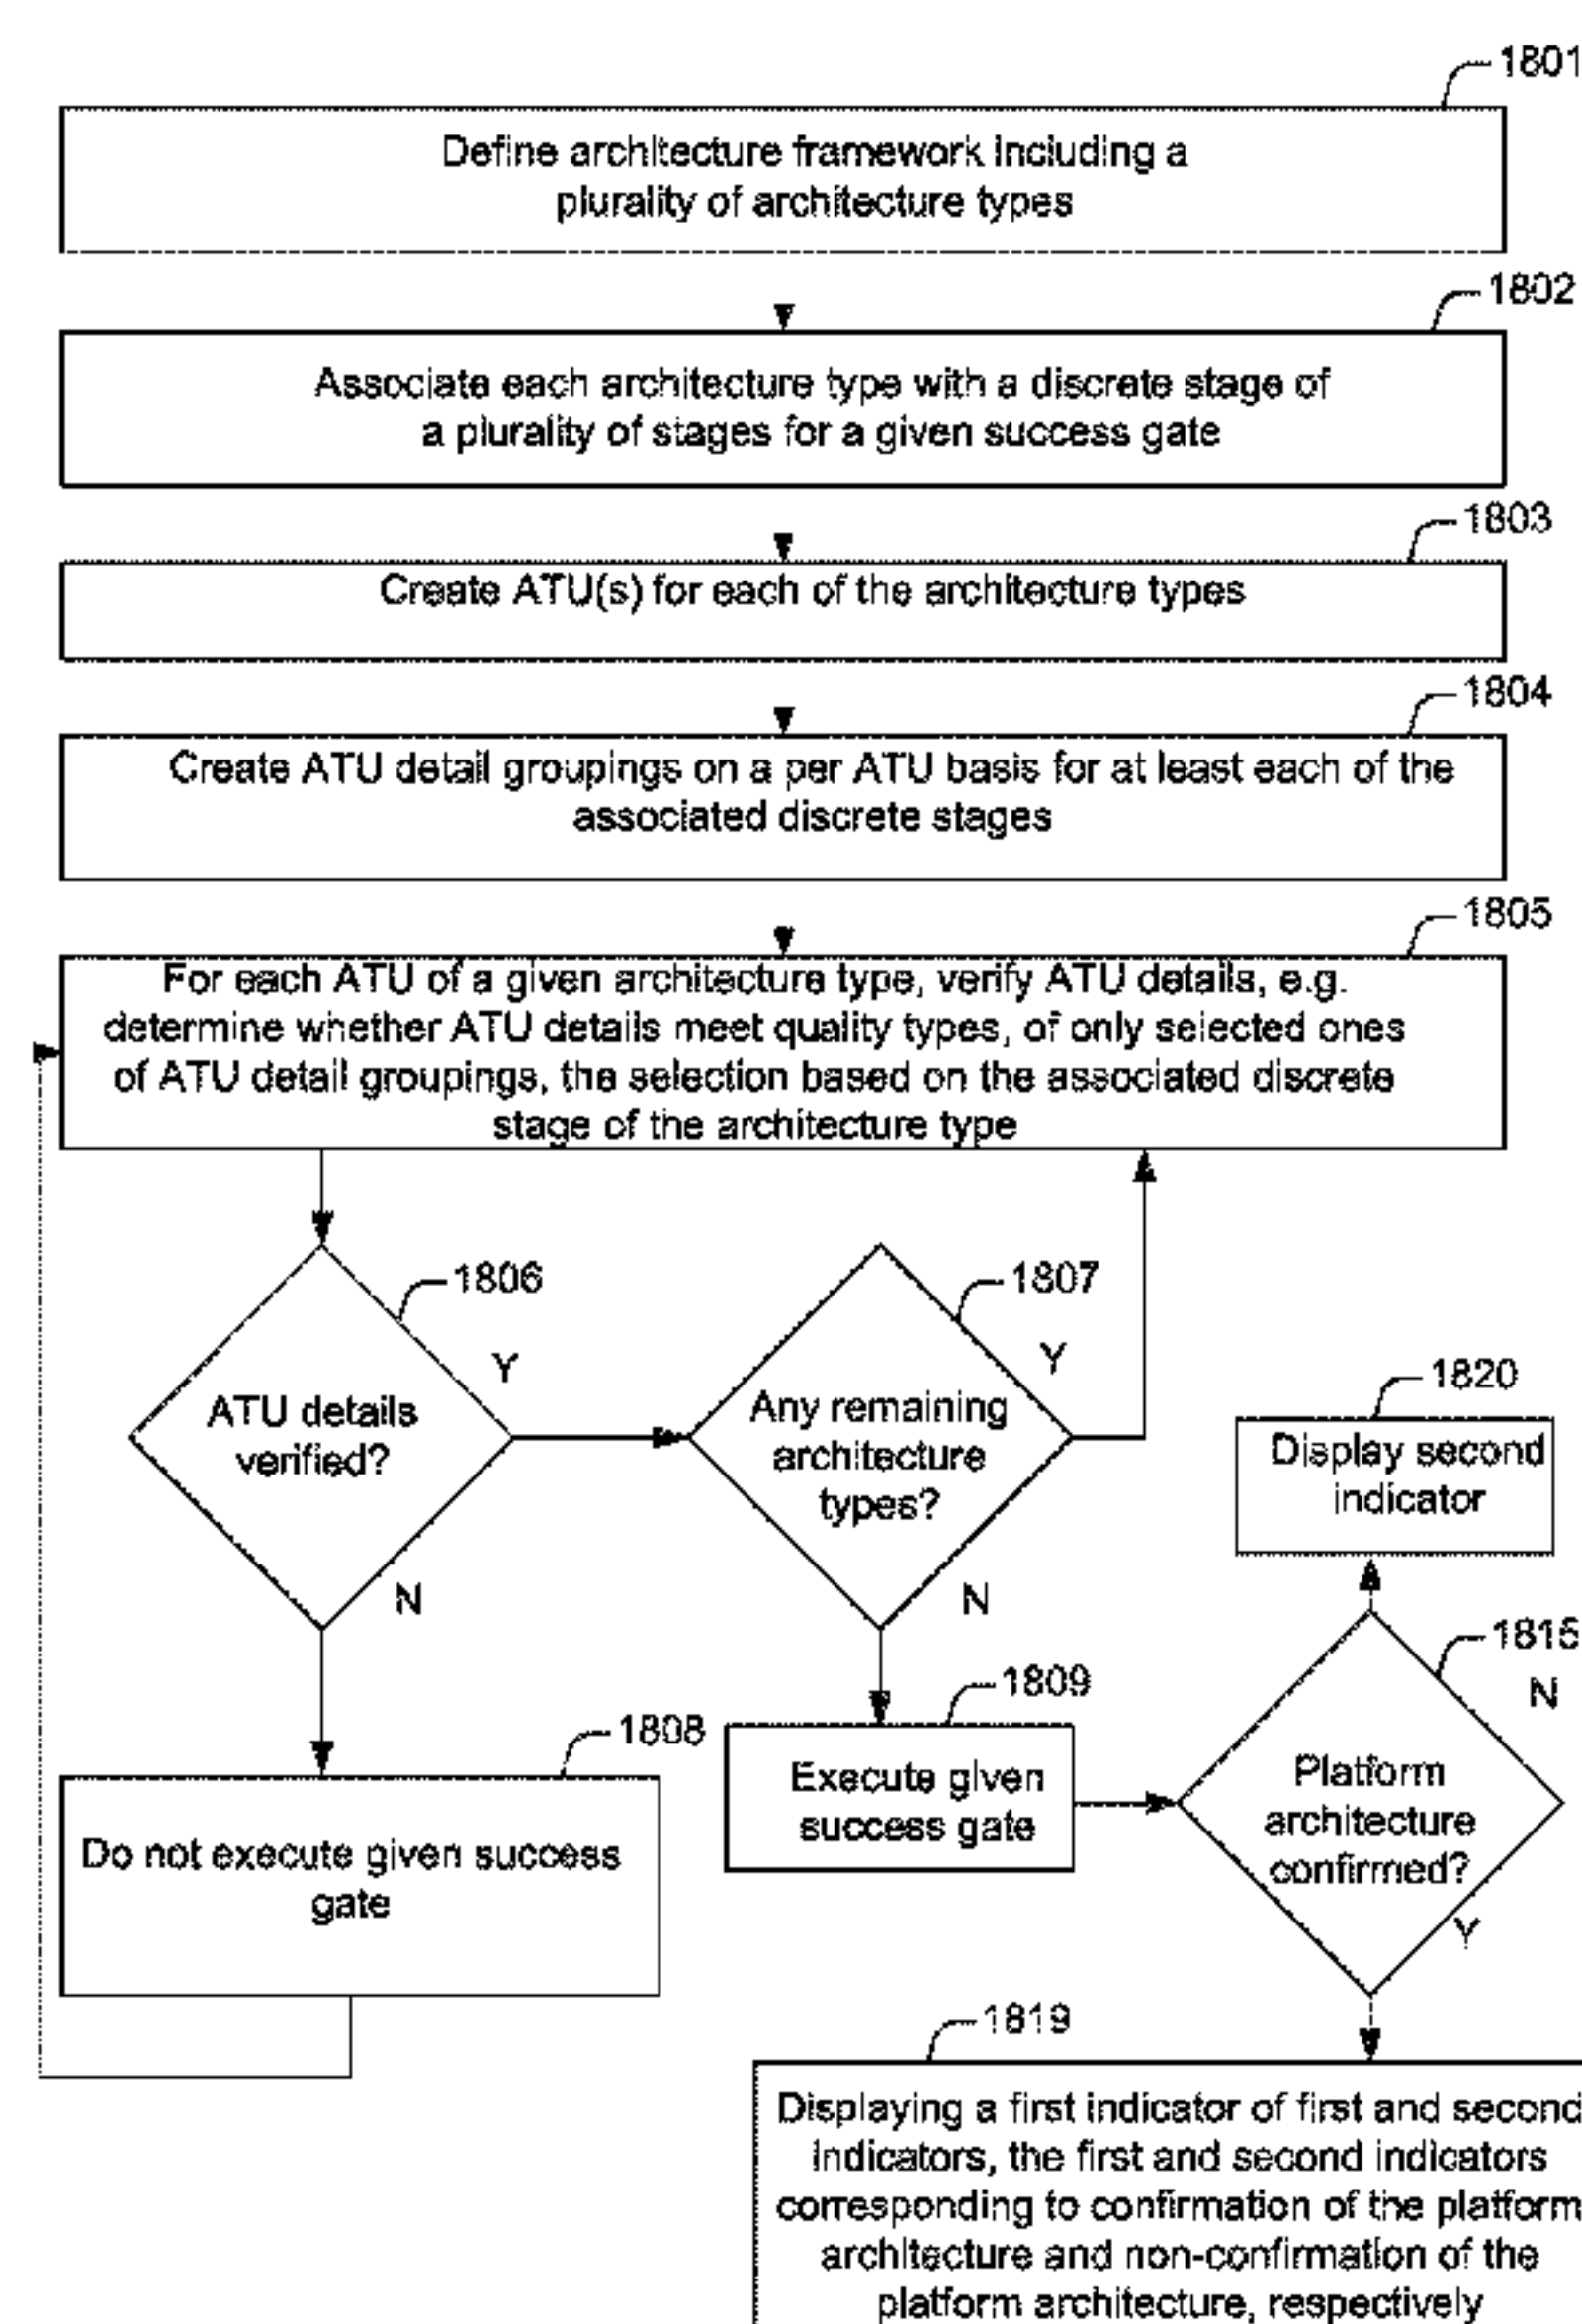 1801
Define architecture framework including a
plurality of architecture types
1802
Associate each architecture type with a discrete stage of
a plurality of stages for a given success gate
1803
Create ATU(s) for each of the architecture types
1804
Create ATU detail groupings on a per ATU basis for at least each of the
associated discrete stages
1805
For each ATU of a given architecture type, verify ATU details, e.g.
determine whether ATU details meet quality types, of only selected ones
of ATU detail groupings, the selection based on the associated discrete
stage of the architecture type
1806
Y
ATU details
verified?
N
1807
Y
Any remaining
architecture
types?
N
1820
Display second
indicator
1808
Do not execute given success
gate
1809
Execute given
success gate
1815
N
Platform
architecture
confirmed?
Y
1819
Displaying a first indicator of first and second
indicators, the first and second indicators
corresponding to confirmation of the platform
architecture and non-confirmation of the
platform architecture, respectively